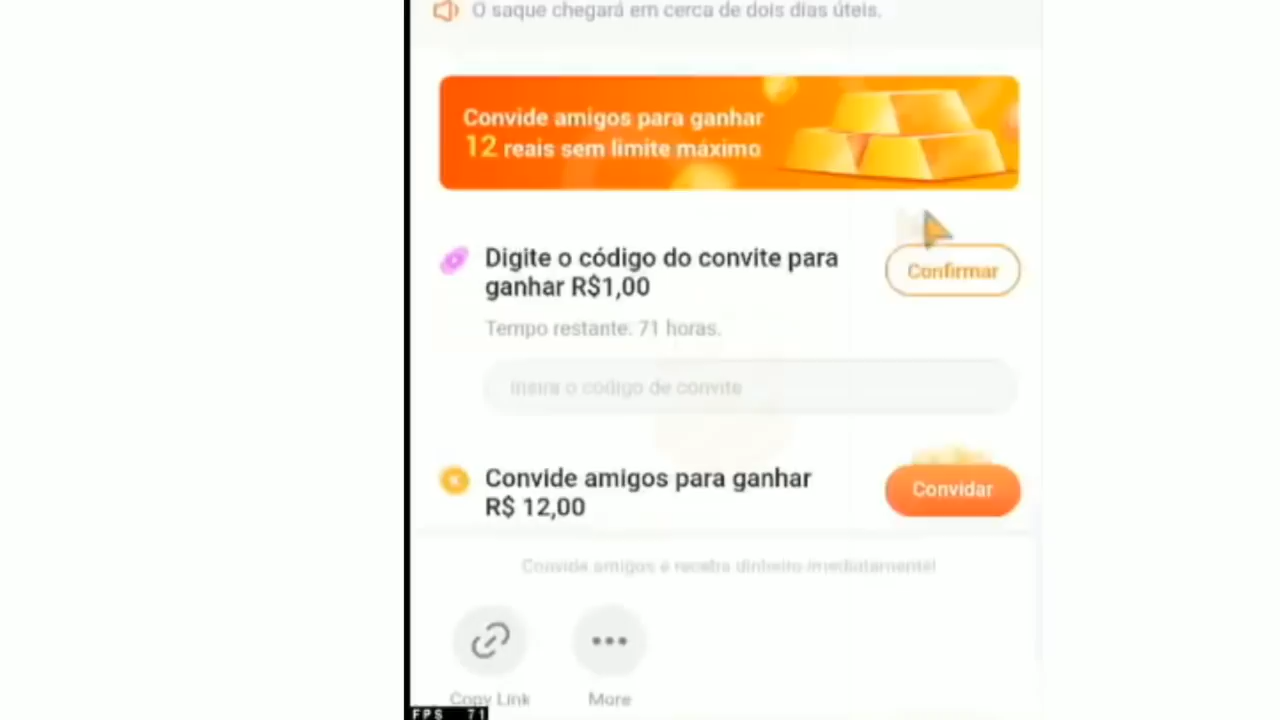 O saque chegará em cerca de dois dias úteis.
Convide amigos para ganhar
12 reais sem limite máximo
Digite o código do convite para
ganhar R$1,00
Confirmar
Tempo restante: 71 horas.
Insira o código de convite
Convide amigos para ganhar
R$ 12,00
Convidar
Convide amigos e receba dinheiro imediatamente!
Copy Link
More
FPS 71